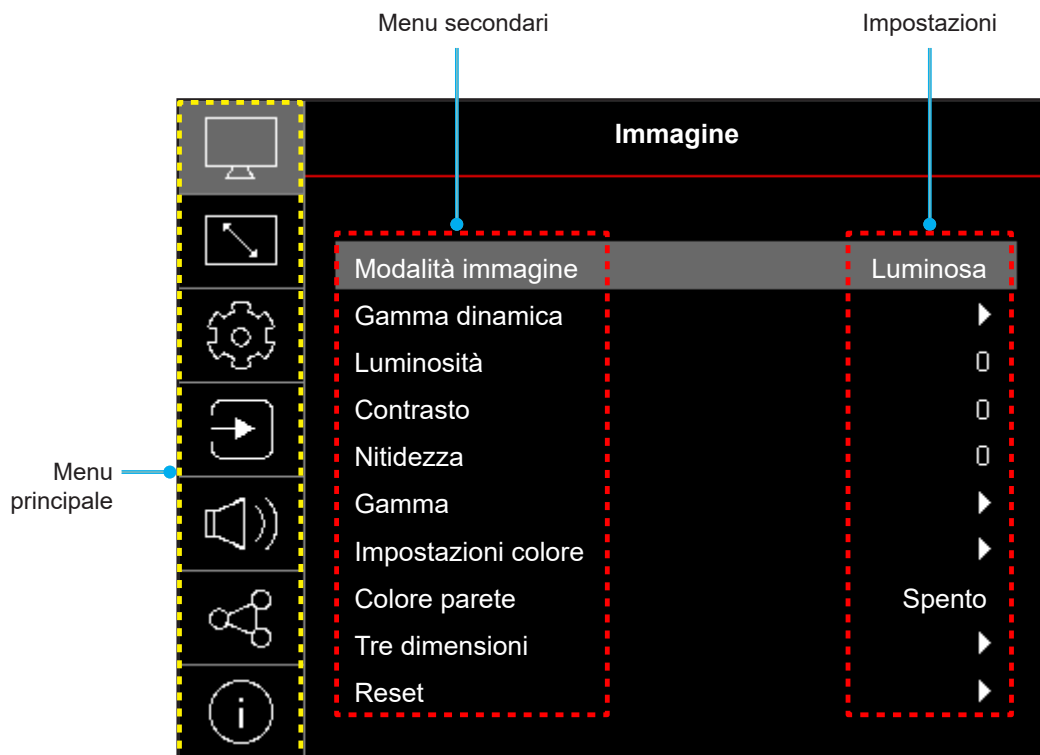 Menu secondari
Impostazioni
Immagine
Modalità immagine
Luminosa
Gamma dinamica
Luminosità
0
Contrasto
0
Nitidezza
0
Menu
principale
Gamma
Impostazioni colore
Colore parete
Spento
Tre dimensioni
Reset
i